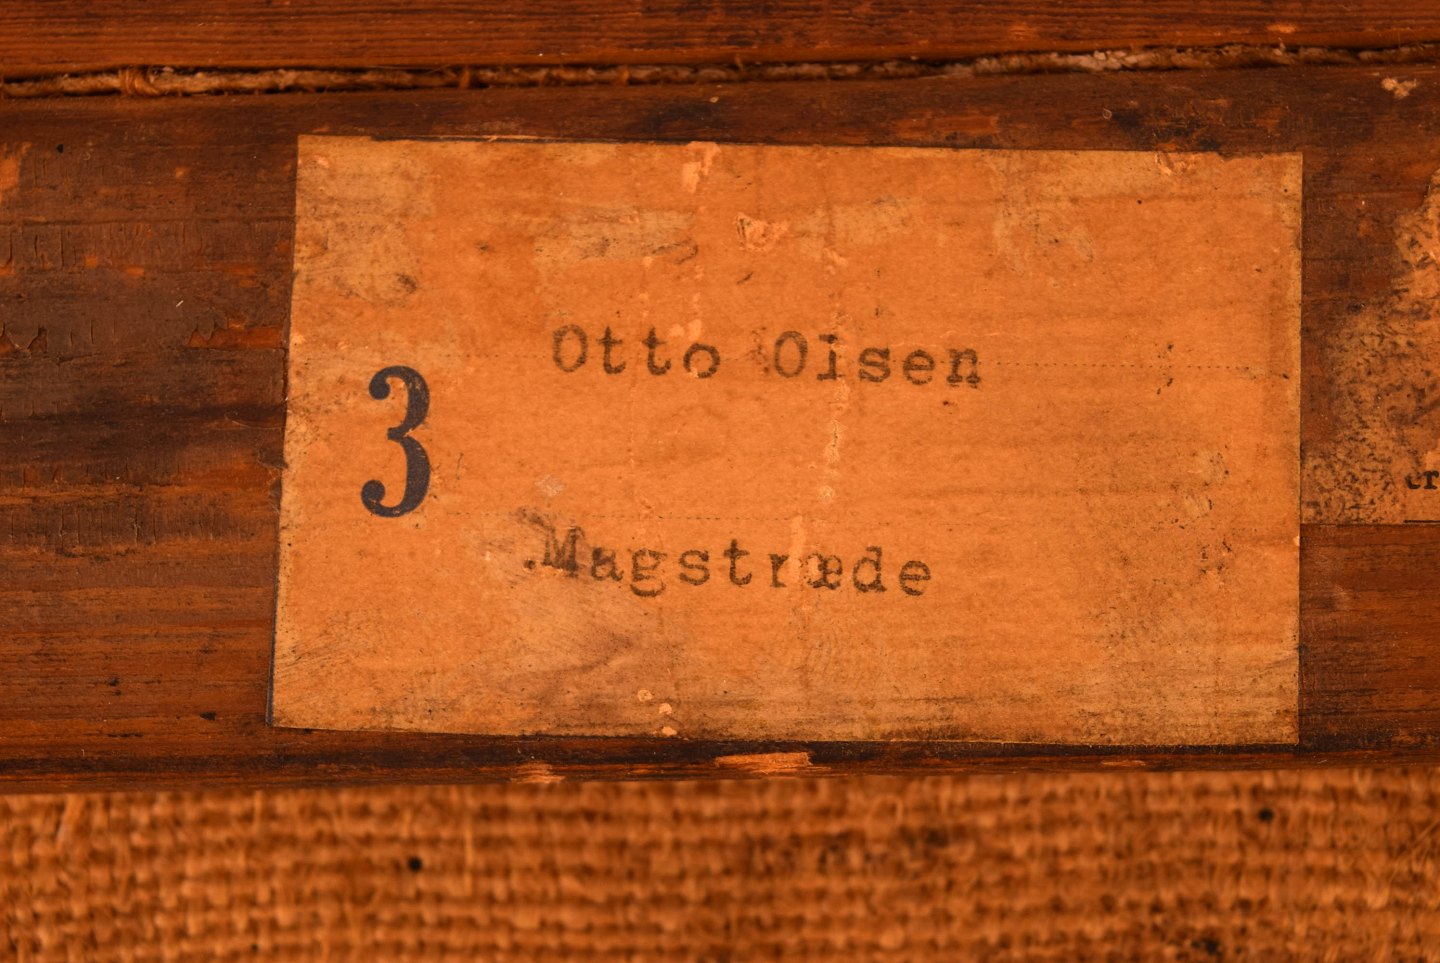 3
Otto Olsen
Magstræde